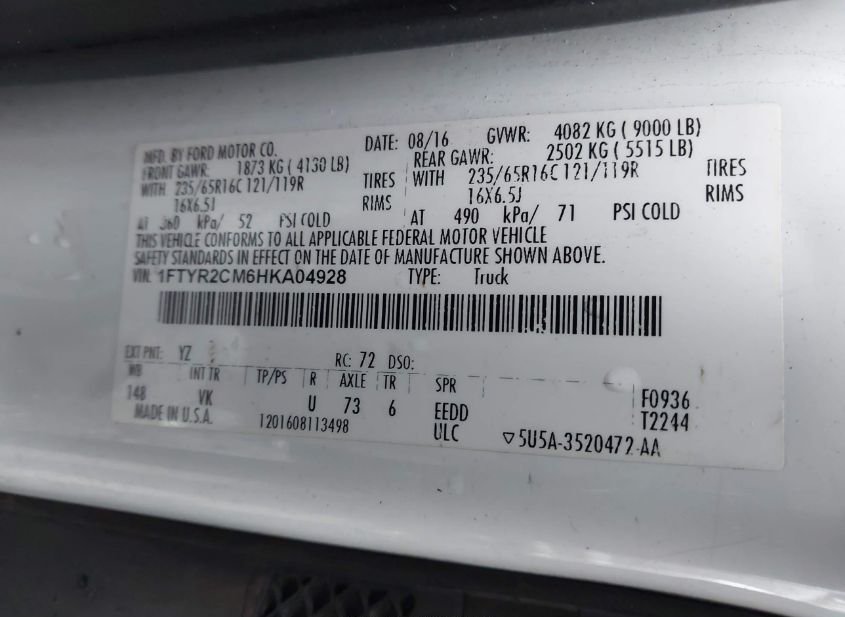 MFD. BY FORD MOTOR CO. DATE: 08/16 GVWR: 4082 KG ( 9000 LB)
FRONT GAWR: 1873 KG ( 4130 LB) REAR GAWR: 2502 KG ( 5515 LB)
WITH 235/65R16C 121/119R TIRES WITH 235/65R16C 121/119R TIRES
16X6.5J RIMS 16X6.5J RIMS
AT 360 kPa/ 52 PSI COLD AT 490 kPa/ 71 PSI COLD
THIS VEHICLE CONFORMS TO ALL APPLICABLE FEDERAL MOTOR VEHICLE
SAFETY STANDARDS IN EFFECT ON THE DATE OF MANUFACTURE SHOWN ABOVE.
VIN: 1FTYR2CM6HKA04928 TYPE: Truck
EXT PNT: YZ RC: 72 DSO:
WB INT TR TP/PS R AXLE TR SPR F0936
148 VK U 73 6 EEDD T2244
MADE IN U.S.A. 1201608113498 ULC ▽5U5A-3520472-AA